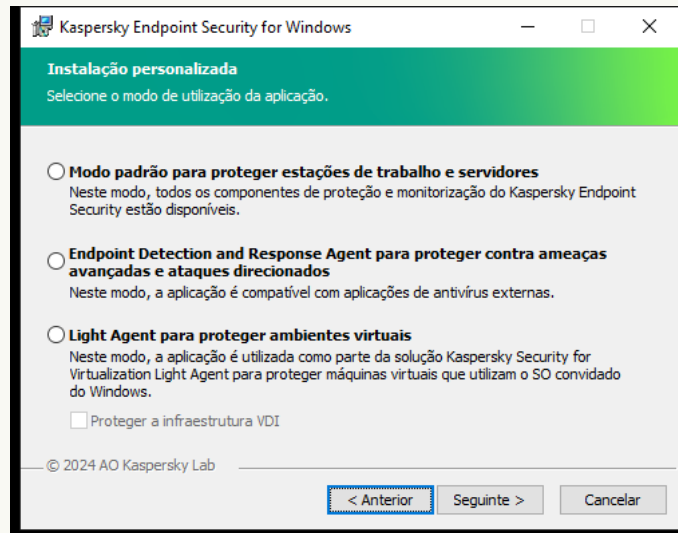 Kaspersky Endpoint Security for Windows
Instalação personalizada
Selecione o modo de utilização da aplicação.
Modo padrão para proteger estações de trabalho e servidores
Neste modo, todos os componentes de proteção e monitorização do Kaspersky Endpoint
Security estão disponíveis.
Endpoint Detection and Response Agent para proteger contra ameaças
avançadas e ataques direcionados
Neste modo, a aplicação é compatível com aplicações de antivírus externas.
Light Agent para proteger ambientes virtuais
Neste modo, a aplicação é utilizada como parte da solução Kaspersky Security for
Virtualization Light Agent para proteger máquinas virtuais que utilizam o SO convidado
do Windows.
Proteger a infraestrutura VDI
© 2024 AO Kaspersky Lab
< Anterior Seguinte > Cancelar